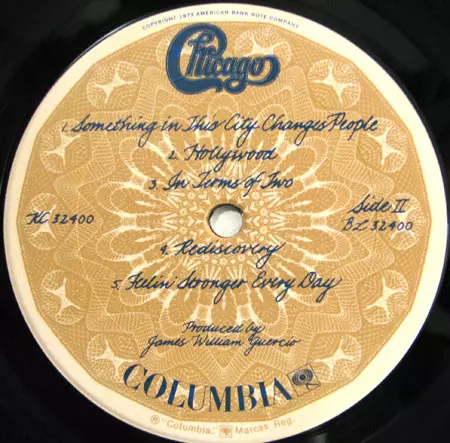 COPYRIGHT 1973 AMERICAN BANK NOTE COMPANY
Chicago
1. Something in This City Changes People
2. Hollywood
3. In Terms of Two
KC 32400
Side II
BL 32400
4. Rediscovery
5. Feelin' Stronger Every Day
Produced by
James William Guercio
COLUMBIA
® "Columbia," Marcas Reg.